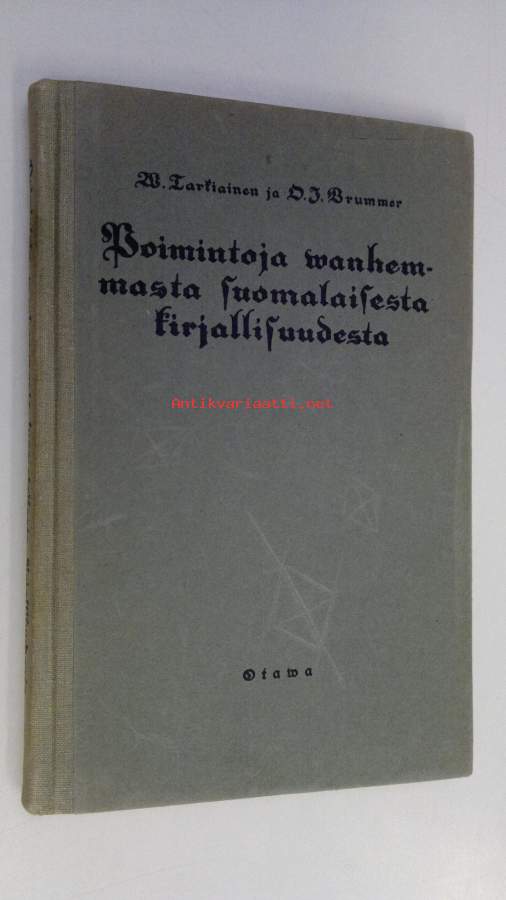 W. Tarkiainen ja O. J. Brummer
Poimintoja wanhem-
masta suomalaisesta
kirjallisuudesta
Antikvariaatti.net
Otawa